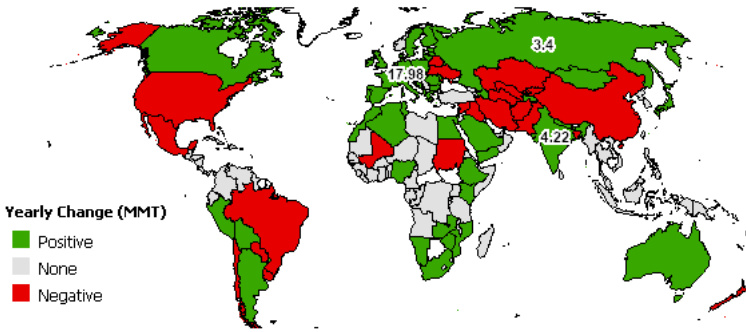 3.4
17.98
4.22
Yearly Change (MMT)
Positive
None
Negative